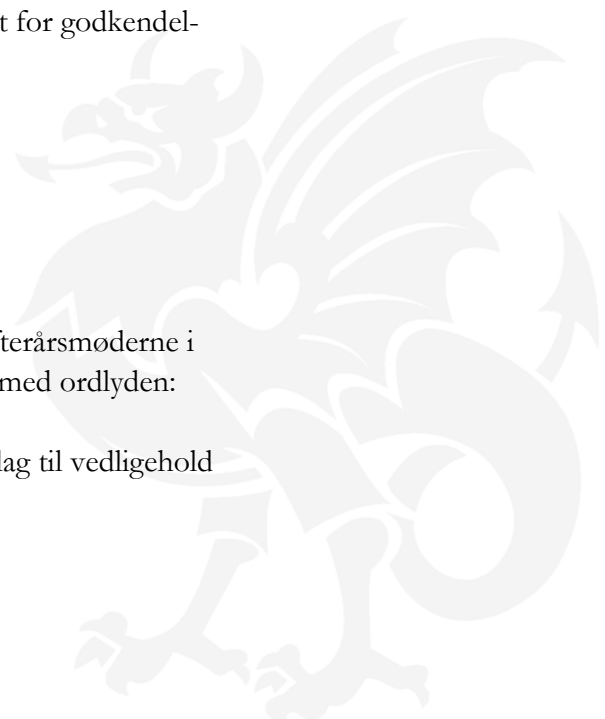 t for godkendel-
fterårsmøderne i
med ordlyden:
lag til vedligehold